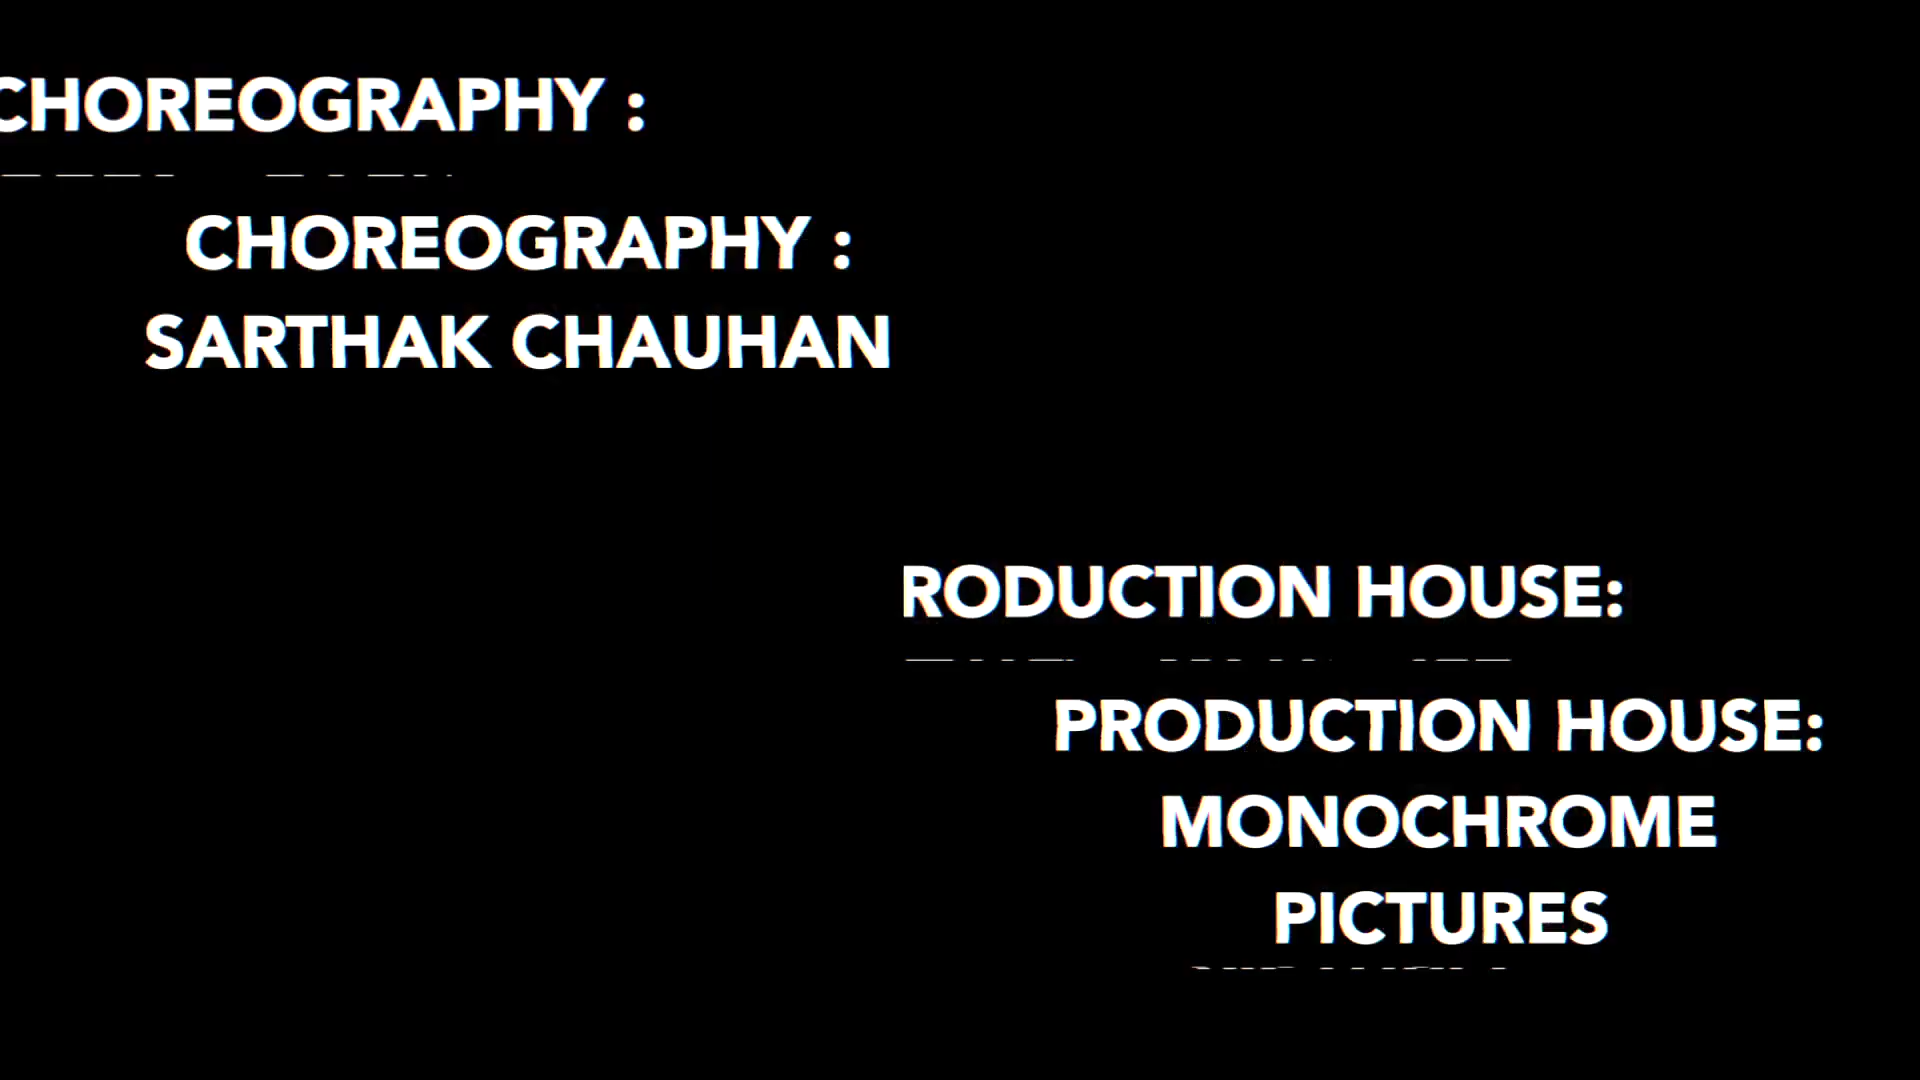 CHOREOGRAPHY :
CHOREOGRAPHY :
SARTHAK CHAUHAN
RODUCTION HOUSE:
PRODUCTION HOUSE:
MONOCHROME
PICTURES